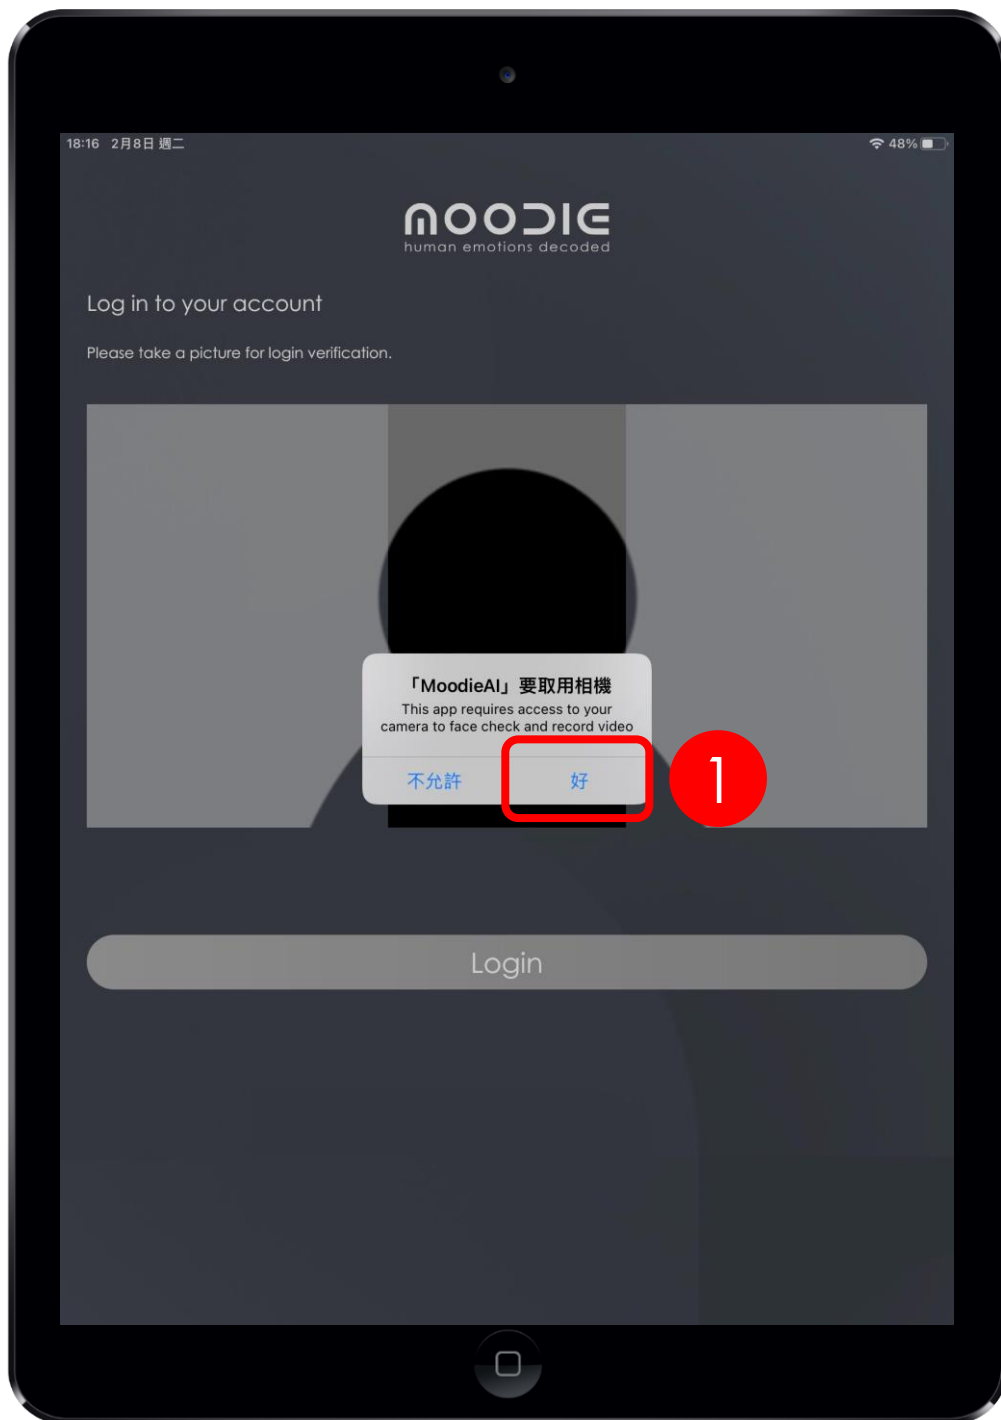 18:16 2月8日 週二
48%
MOODIE
human emotions decoded
Log in to your account
Please take a picture for login verification.
「MoodieAI」要取用相機
This app requires access to your
camera to face check and record video
不允許
好
1
Login